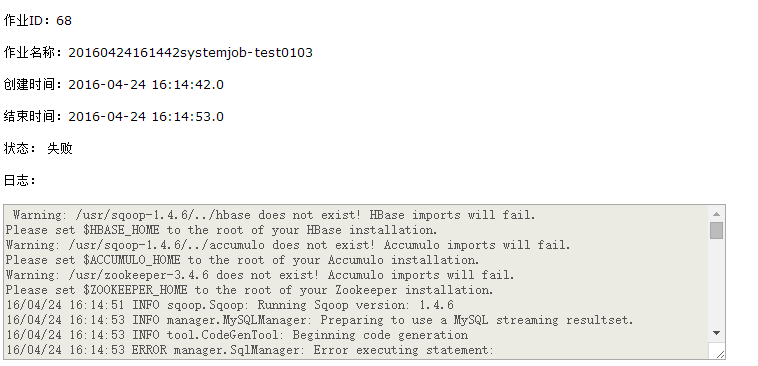 作业ID：68
作业名称：20160424161442systemjob-test0103
创建时间：2016-04-24 16:14:42.0
结束时间：2016-04-24 16:14:53.0
状态： 失败
日志：
Warning: /usr/sqoop-1.4.6/../hbase does not exist! HBase imports will fail.
Please set $HBASE_HOME to the root of your HBase installation.
Warning: /usr/sqoop-1.4.6/../accumulo does not exist! Accumulo imports will fail.
Please set $ACCUMULO_HOME to the root of your Accumulo installation.
Warning: /usr/zookeeper-3.4.6 does not exist! Accumulo imports will fail.
Please set $ZOOKEEPER_HOME to the root of your Zookeeper installation.
16/04/24 16:14:51 INFO sqoop.Sqoop: Running Sqoop version: 1.4.6
16/04/24 16:14:53 INFO manager.MySQLManager: Preparing to use a MySQL streaming resultset.
16/04/24 16:14:53 INFO tool.CodeGenTool: Beginning code generation
16/04/24 16:14:53 ERROR manager.SqlManager: Error executing statement: